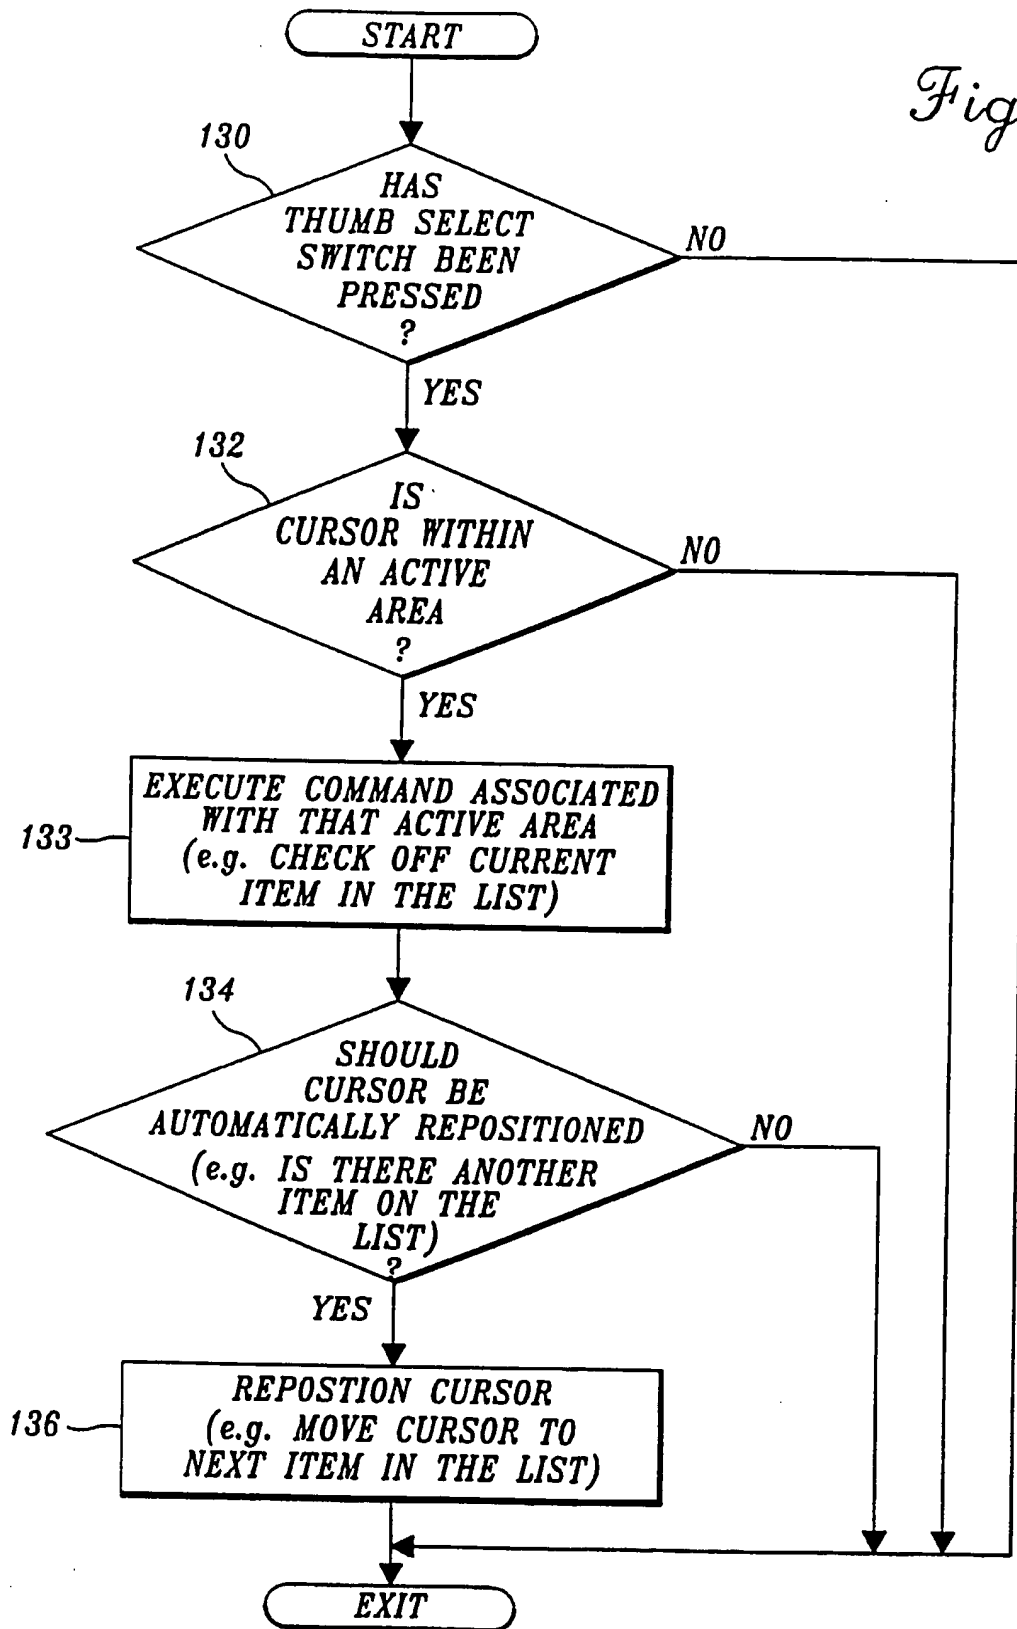 START
Fig
130
HAS
THUMB SELECT
SWITCH BEEN
PRESSED
?
NO
YES
132
IS
CURSOR WITHIN
AN ACTIVE
AREA
?
NO
YES
133
EXECUTE COMMAND ASSOCIATED
WITH THAT ACTIVE AREA
(e.g. CHECK OFF CURRENT
ITEM IN THE LIST)
134
SHOULD
CURSOR BE
AUTOMATICALLY REPOSITIONED
(e.g. IS THERE ANOTHER
ITEM ON THE
LIST)
?
NO
YES
136
REPOSTION CURSOR
(e.g. MOVE CURSOR TO
NEXT ITEM IN THE LIST)
EXIT